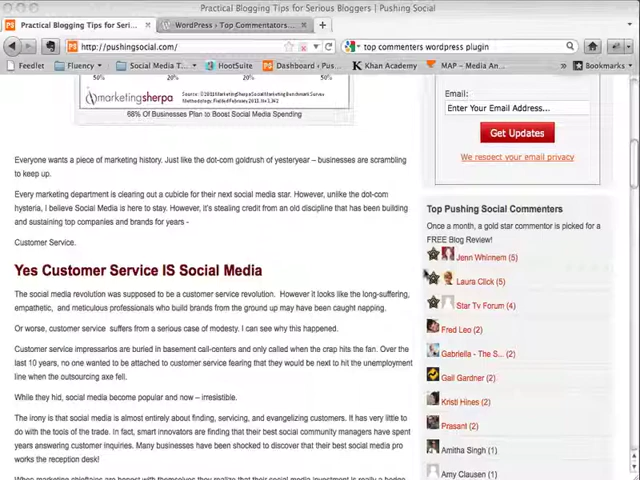 Practical Blogging Tips for Serious Bloggers | Pushing Social
Practical Blogging Tips for Seri...
WordPress › Top Commentators...
http://pushingsocial.com/
top commenters wordpress plugin
Feedlet
Fluency
Social Media T...
HootSuite
Dashboard ‹ Pus...
Khan Academy
MAP – Media An...
Bookmarks
50%
50%
50%
marketingsherpa
68% Of Businesses Plan to Boost Social Media Spending
Everyone wants a piece of marketing history. Just like the dot-com goldrush of yesteryear – businesses are scrambling
to keep up.
Every marketing department is clearing out a cubicle for their next social media star. However, unlike the dot-com
hysteria, I believe Social Media is here to stay. However, it's stealing credit from an old discipline that has been building
and sustaining top companies and brands for years -
Customer Service.
Yes Customer Service IS Social Media
The social media revolution was supposed to be a customer service revolution. However it looks like the long-suffering,
empathetic, and meticulous professionals who build brands from the ground up may have been caught napping.
Or worse, customer service suffers from a serious case of modesty. I can see why this happened.
Customer service impressarios are buried in basement call-centers and only called when the crap hits the fan. Over the
last 10 years, no one wanted to be attached to customer service fearing that they would be next to hit the unemployment
line when the outsourcing axe fell.
While they hid, social media become popular and now – irresistible.
The irony is that social media is almost entirely about finding, servicing, and evangelizing customers. It has very little to
do with the tools of the trade. In fact, smart innovators are finding that their best social community managers have spent
years answering customer inquiries. Many businesses have been shocked to discover that their best social media pro
works the reception desk!
Email:
Enter Your Email Address...
Get Updates
We respect your email privacy
Top Pushing Social Commenters
Once a month, a gold star commentor is picked for a
FREE Blog Review!
Jenn Whinnem (5)
Laura Click (5)
Star Tv Forum (4)
Fred Leo (2)
Gabriella - The S... (2)
Gail Gardner (2)
Kristi Hines (2)
Prasant (2)
Amitha Singh (1)
Amy Clausen (1)